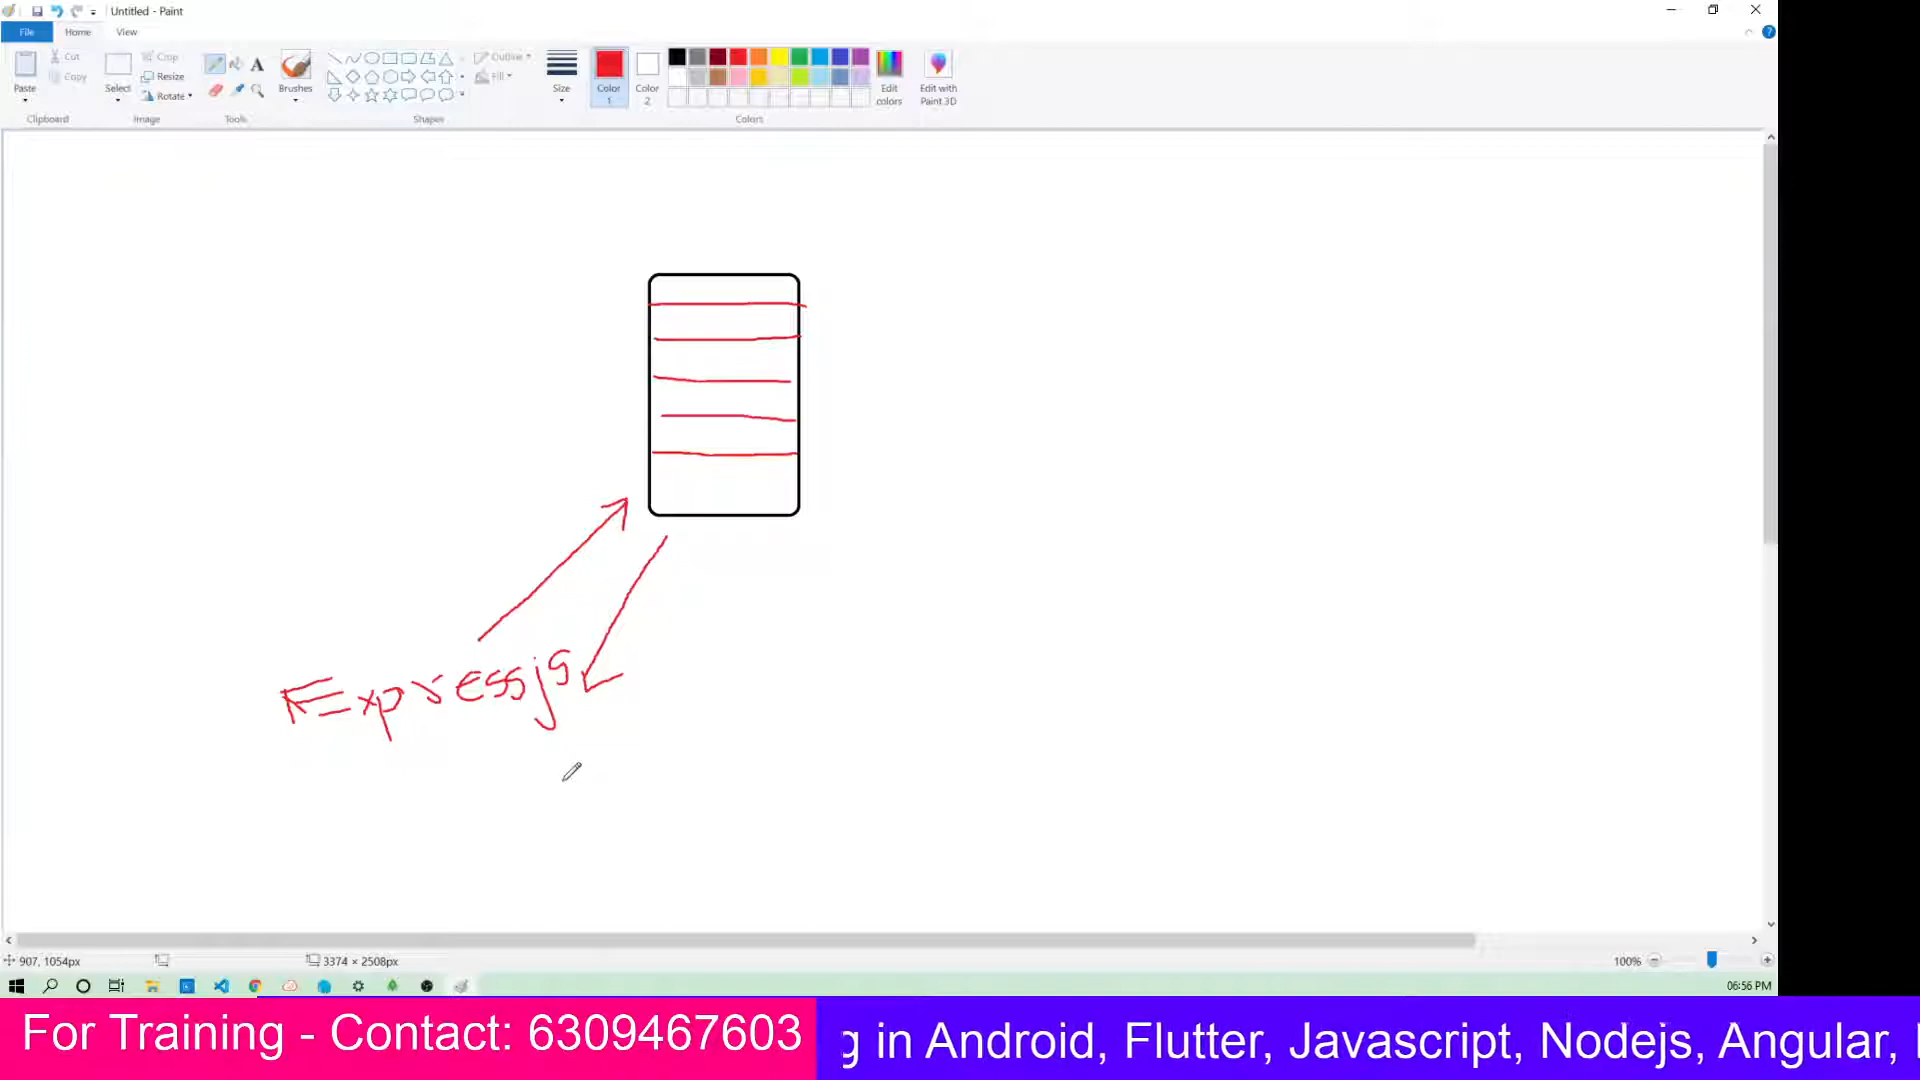 Untitled - Paint
File Home View
Paste
Cut
Copy
Clipboard
Select
Crop
Resize
Rotate
Image
Tools
Brushes
Shapes
Outline
Fill
Size
Color 1
Color 2
Edit colors
Edit with Paint 3D
Colors
Expressjs
907, 1054px
3374 × 2508px
100%
06:56 PM
For Training - Contact: 6309467603
g in Android, Flutter, Javascript, Nodejs, Angular,